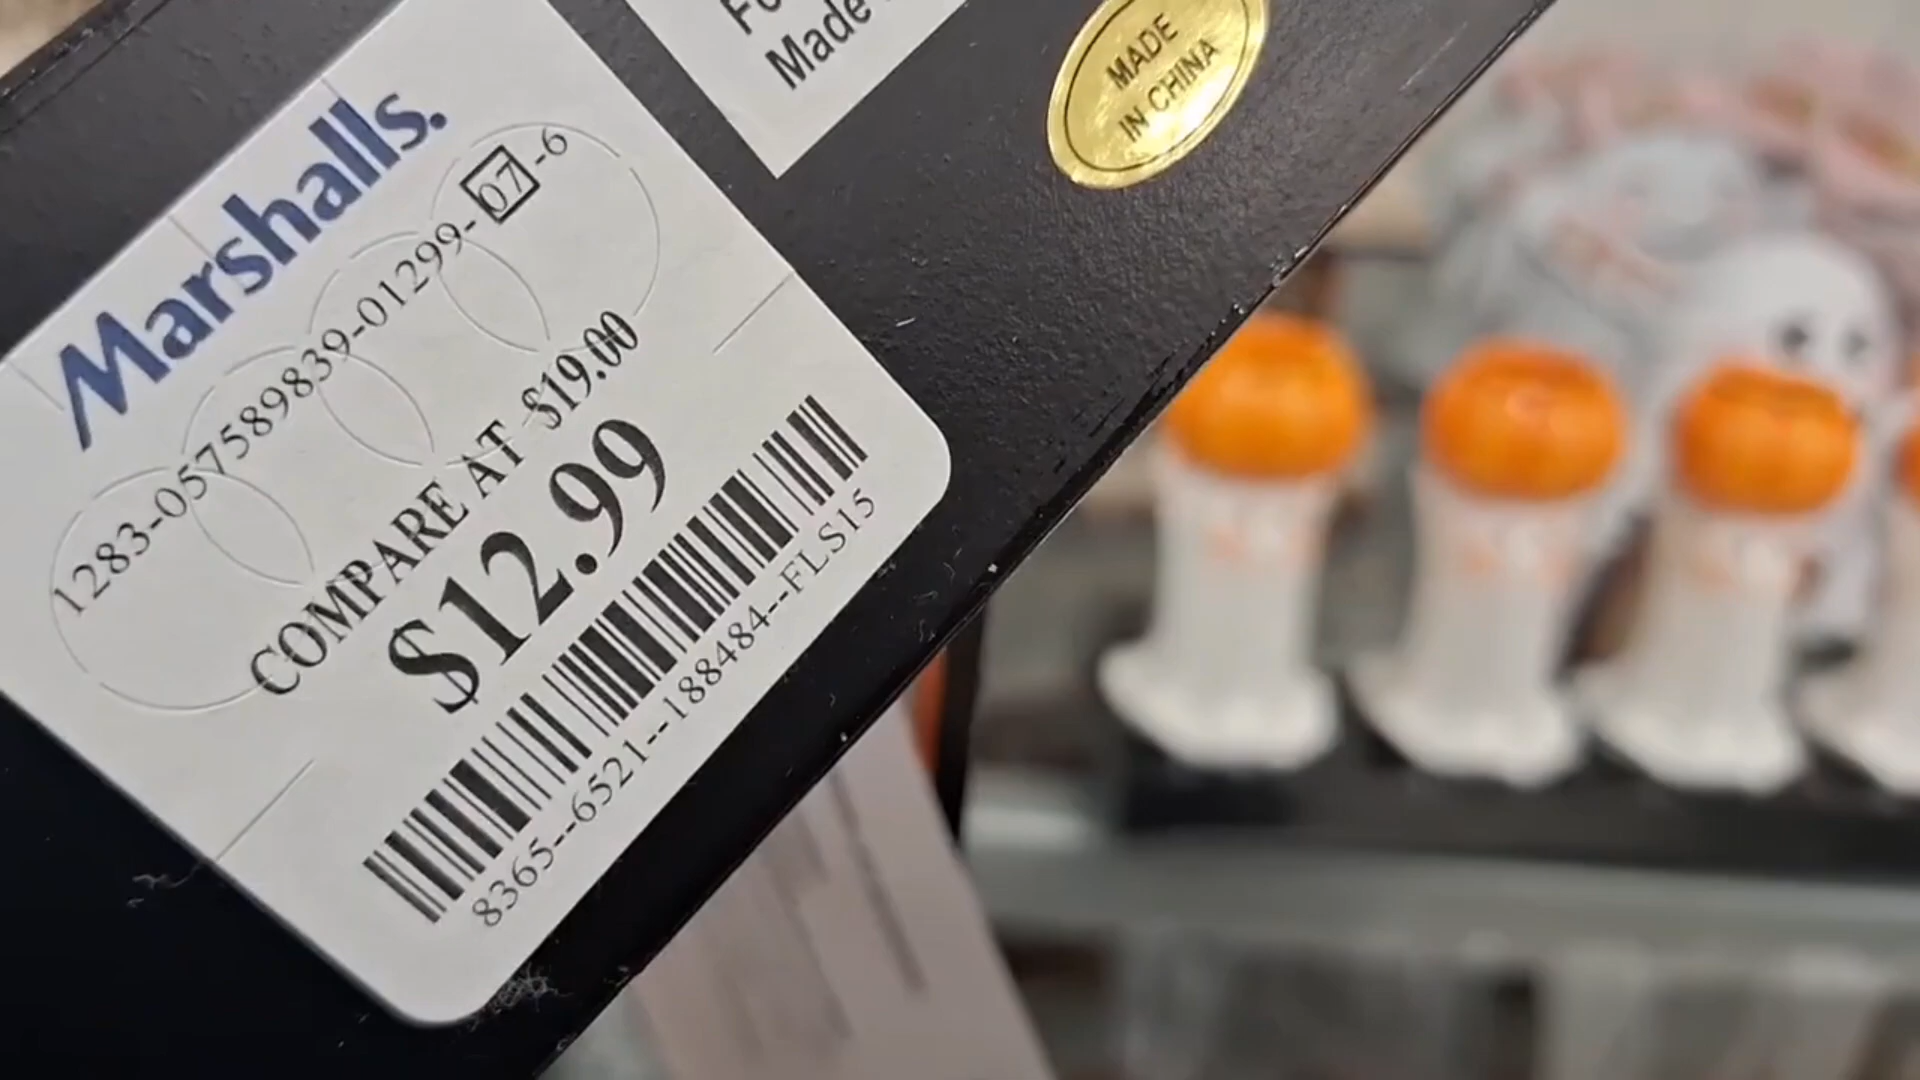 Marshalls.
1283-057589839-01299-07-6
COMPARE AT $19.00
$12.99
8365--6521--188484--FLS15
Made
MADE
IN CHINA